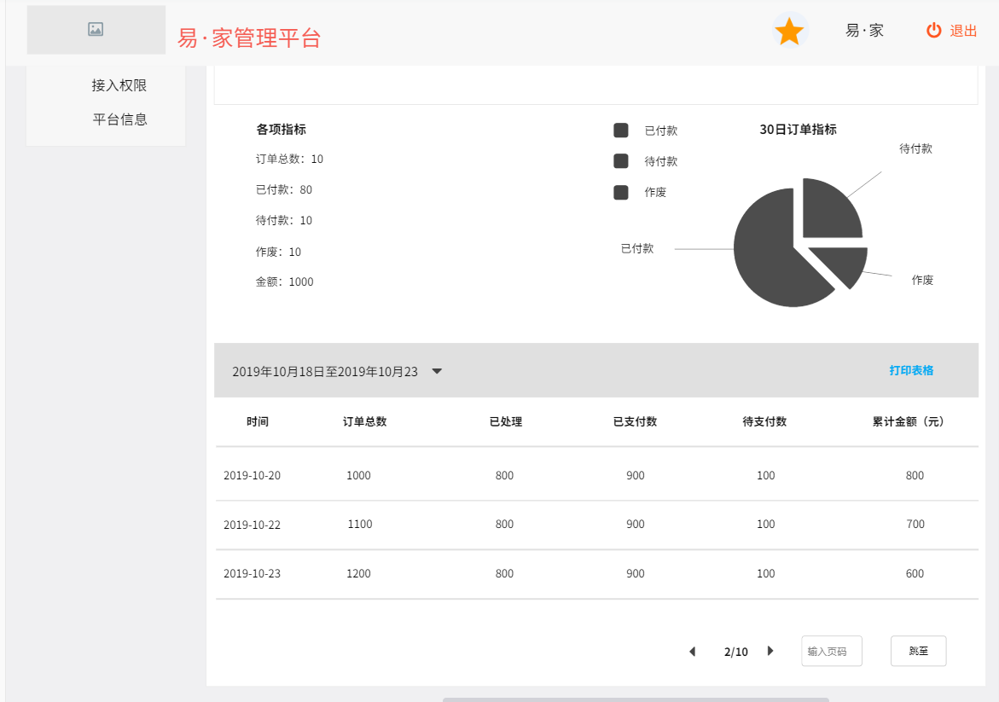 易·家管理平台
易·家
退出
接入权限
平台信息
各项指标
订单总数：10
已付款：80
待付款：10
作废：10
金额：1000
已付款
待付款
作废
30日订单指标
待付款
已付款
作废
2019年10月18日至2019年10月23
打印表格
时间 订单总数 已处理 已支付数 待支付数 累计金额（元）
2019-10-20 1000 800 900 100 800
2019-10-22 1100 800 900 100 700
2019-10-23 1200 800 900 100 600
2/10 输入页码 跳至